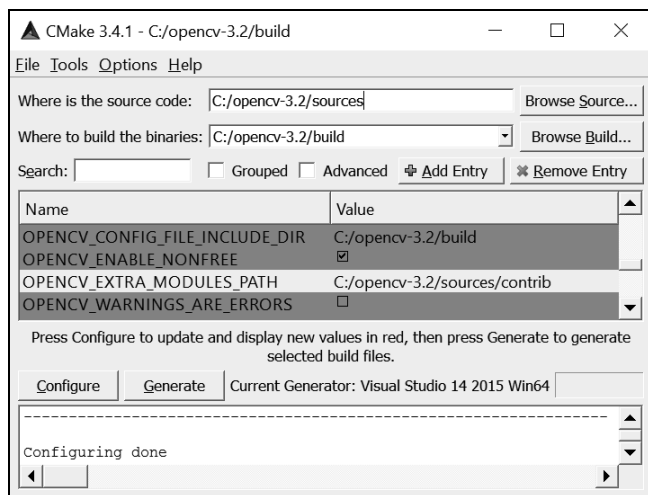 CMake 3.4.1 - C:/opencv-3.2/build
File Tools Options Help
Where is the source code: C:/opencv-3.2/sources Browse Source...
Where to build the binaries: C:/opencv-3.2/build Browse Build...
Search: Grouped Advanced Add Entry Remove Entry
Name Value
OPENCV_CONFIG_FILE_INCLUDE_DIR C:/opencv-3.2/build
OPENCV_ENABLE_NONFREE
OPENCV_EXTRA_MODULES_PATH C:/opencv-3.2/sources/contrib
OPENCV_WARNINGS_ARE_ERRORS
Press Configure to update and display new values in red, then press Generate to generate
selected build files.
Configure Generate Current Generator: Visual Studio 14 2015 Win64
Configuring done